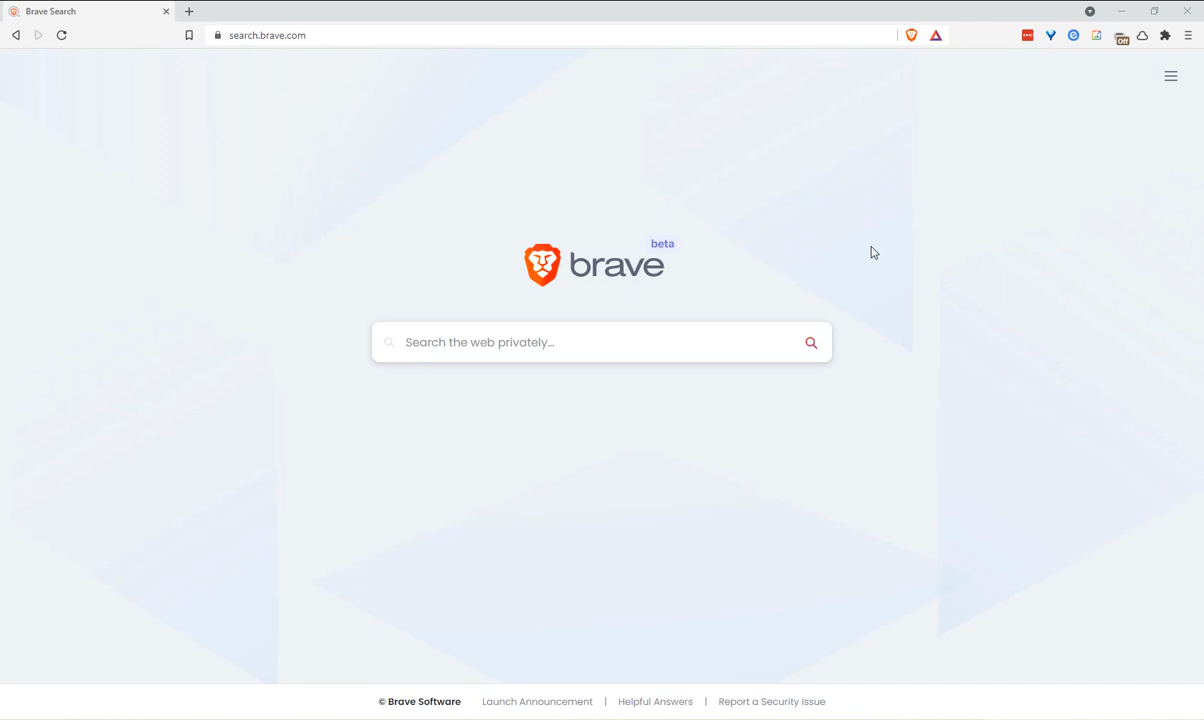 Brave Search
search.brave.com
Off
beta
brave
Search the web privately...
© Brave Software Launch Announcement | Helpful Answers | Report a Security Issue